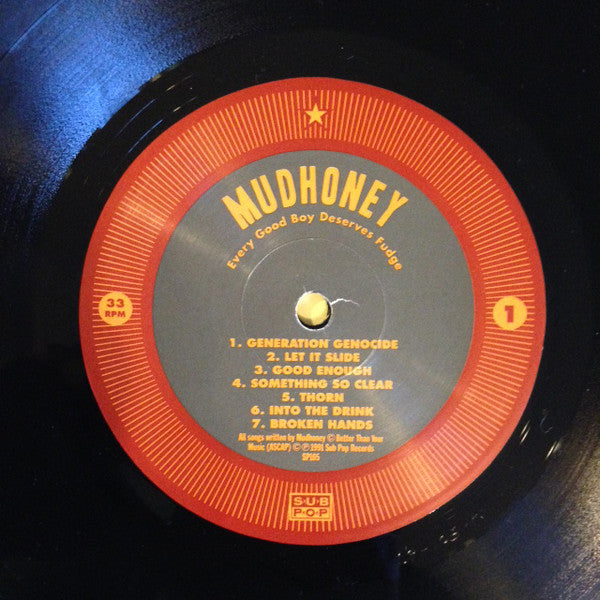 MUDHONEY
Every Good Boy Deserves Fudge
33
RPM
1
1. GENERATION GENOCIDE
2. LET IT SLIDE
3. GOOD ENOUGH
4. SOMETHING SO CLEAR
5. THORN
6. INTO THE DRINK
7. BROKEN HANDS
All songs written by Mudhoney © Better Than Your
Music (ASCAP) © ℗ 1991 Sub Pop Records
SP105
SUB
POP